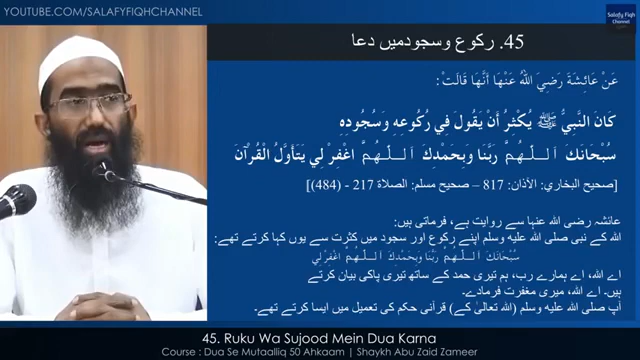 YOUTUBE.COM/SALAFYFIQHCHANNEL
Salafy Fiqh
Channel
45. رکوع وسجودمیں دعا
عَنْ عَائِشَةَ رَضِيَ اللهُ عَنْهَا أَنَّهَا قَالَتْ:
كَانَ النَّبِيُّ ﷺ يُكْثِرُ أَنْ يَقُولَ فِي رُكُوعِهِ وَسُجُودِهِ
سُبْحَانَكَ اللَّهُمَّ رَبَّنَا وَبِحَمْدِكَ اللَّهُمَّ اغْفِرْ لِي يَتَأَوَّلُ الْقُرْآنَ
[صحيح البخاري: الأذان: 817 – صحيح مسلم: الصلاة 217 - (484)]
عائشہ رضی اللہ عنہا سے روایت ہے، فرماتی ہیں:
اللہ کے نبی صلی اللہ علیہ وسلم اپنے رکوع اور سجود میں کثرت سے یوں کہا کرتے تھے:
سُبْحَانَكَ اللَّهُمَّ رَبَّنَا وَبِحَمْدِكَ اللَّهُمَّ اغْفِرْ لِي
اے اللہ، اے ہمارے رب، ہم تیری حمد کے ساتھ تیری پاکی بیان کرتے
ہیں۔ اے اللہ، میری مغفرت فرمادے۔
آپ صلی اللہ علیہ وسلم (اللہ تعالیٰ کے) قرآنی حکم کی تعمیل میں ایسا کرتے تھے۔
45. Ruku Wa Sujood Mein Dua Karna
Course : Dua Se Mutaalliq 50 Ahkaam | Shaykh Abu Zaid Zameer